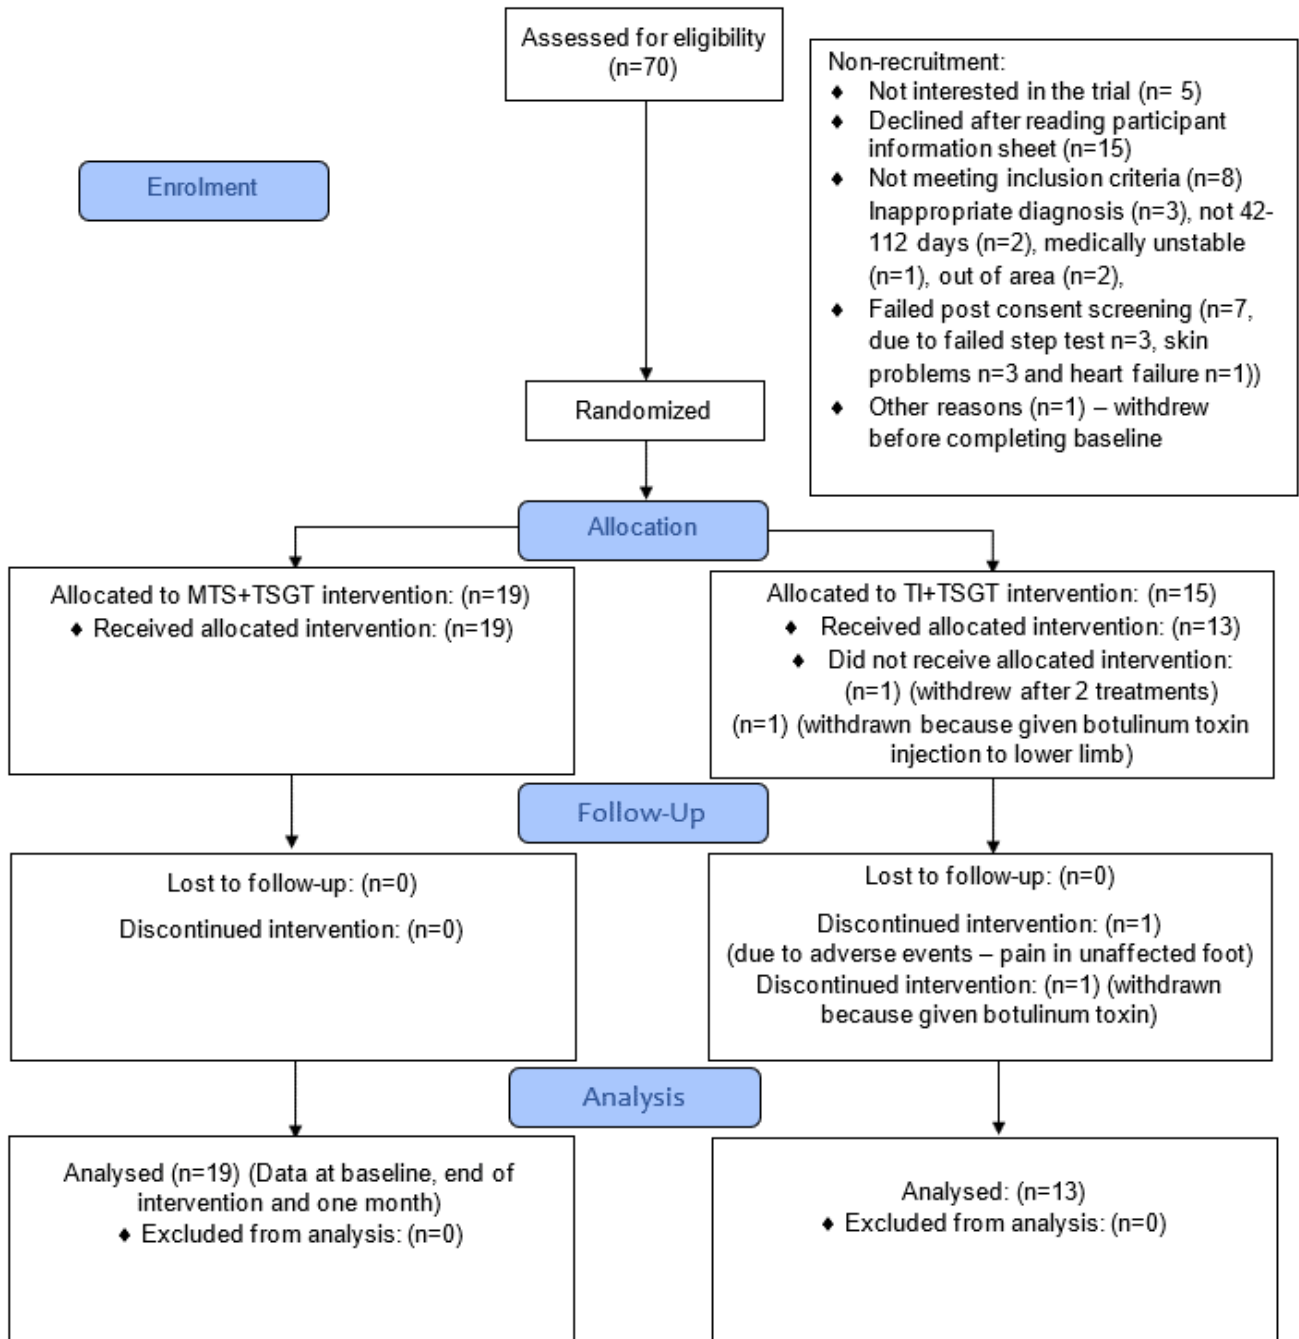 Assessed for eligibility
(n=70)
Non-recruitment:
♦ Not interested in the trial (n= 5)
♦ Declined after reading participant
information sheet (n=15)
♦ Not meeting inclusion criteria (n=8)
Inappropriate diagnosis (n=3), not 42-
112 days (n=2), medically unstable
(n=1), out of area (n=2),
♦ Failed post consent screening (n=7,
due to failed step test n=3, skin
problems n=3 and heart failure n=1))
♦ Other reasons (n=1) – withdrew
before completing baseline
Enrolment
Randomized
Allocation
Allocated to MTS+TSGT intervention: (n=19)
♦ Received allocated intervention: (n=19)
Allocated to TI+TSGT intervention: (n=15)
♦ Received allocated intervention: (n=13)
♦ Did not receive allocated intervention:
(n=1) (withdrew after 2 treatments)
(n=1) (withdrawn because given botulinum toxin
injection to lower limb)
Follow-Up
Lost to follow-up: (n=0)
Discontinued intervention: (n=0)
Lost to follow-up: (n=0)
Discontinued intervention: (n=1)
(due to adverse events – pain in unaffected foot)
Discontinued intervention: (n=1) (withdrawn
because given botulinum toxin)
Analysis
Analysed (n=19) (Data at baseline, end of
intervention and one month)
♦ Excluded from analysis: (n=0)
Analysed: (n=13)
♦ Excluded from analysis: (n=0)